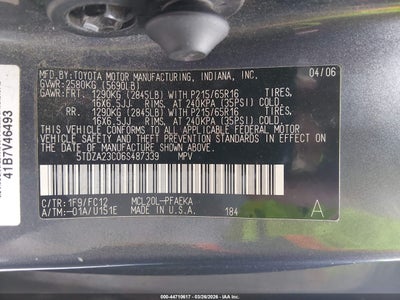 MFD.BY:TOYOTA MOTOR MANUFACTURING, INDIANA, INC. 04/06
GVWR:2580KG (5690LB)
GAWR:FRT. 1290KG (2845LB) WITH P215/65R16 TIRES,
16X6.5JJ RIMS, AT 240KPA (35PSI) COLD
RR. 1290KG (2845LB) WITH P215/65R16 TIRES,
16X6.5JJ RIMS, AT 240KPA (35PSI) COLD
THIS VEHICLE CONFORMS TO ALL APPLICABLE FEDERAL MOTOR
VEHICLE SAFETY, BUMPER, AND THEFT PREVENTION
STANDARDS IN EFFECT ON THE DATE OF MANUFACTURE
SHOWN ABOVE.
5TDZA23C06S487339 MPV
C/TR:1F9/FC12 MCL20L-PFAEKA
A/TM:-01A/U151E MADE IN U.S.A. 184 A
41B7V46493
000-44710617 - 03/26/2026 - IAAI.COM